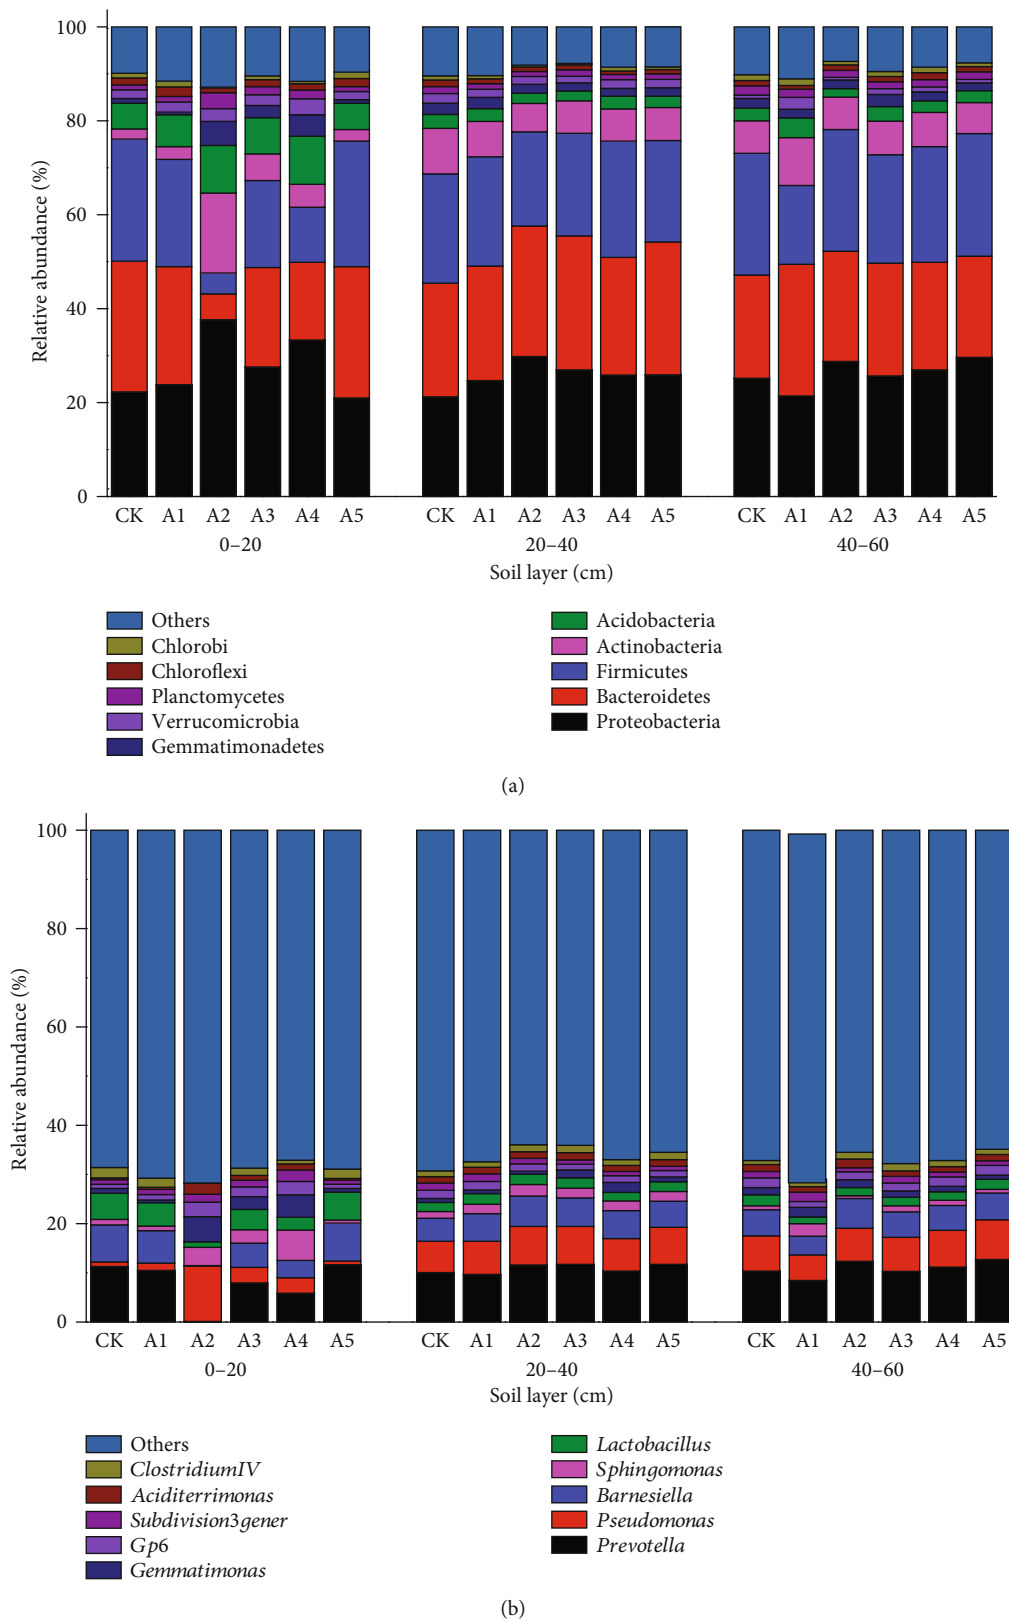 100
80
60
40
20
0
Relative abundance (%)
CK A1 A2 A3 A4 A5 CK A1 A2 A3 A4 A5 CK A1 A2 A3 A4 A5
0–20 20–40 40–60
Soil layer (cm)
Others
Chlorobi
Chloroflexi
Planctomycetes
Verrucomicrobia
Gemmatimonadetes
Acidobacteria
Actinobacteria
Firmicutes
Bacteroidetes
Proteobacteria
(a)
100
80
60
40
20
0
Relative abundance (%)
CK A1 A2 A3 A4 A5 CK A1 A2 A3 A4 A5 CK A1 A2 A3 A4 A5
0–20 20–40 40–60
Soil layer (cm)
Others
ClostridiumIV
Aciditerrimonas
Subdivision3gener
Gp6
Gemmatimonas
Lactobacillus
Sphingomonas
Barnesiella
Pseudomonas
Prevotella
(b)